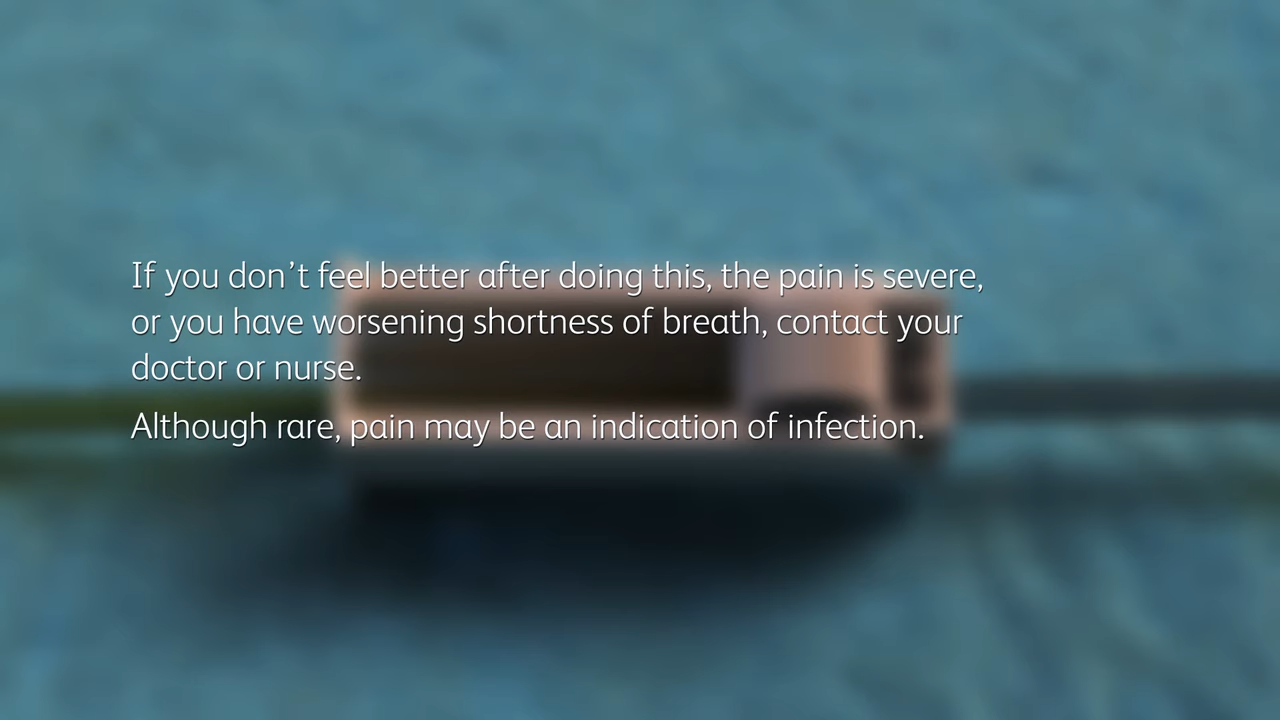 If you don’t feel better after doing this, the pain is severe,
or you have worsening shortness of breath, contact your
doctor or nurse.
Although rare, pain may be an indication of infection.